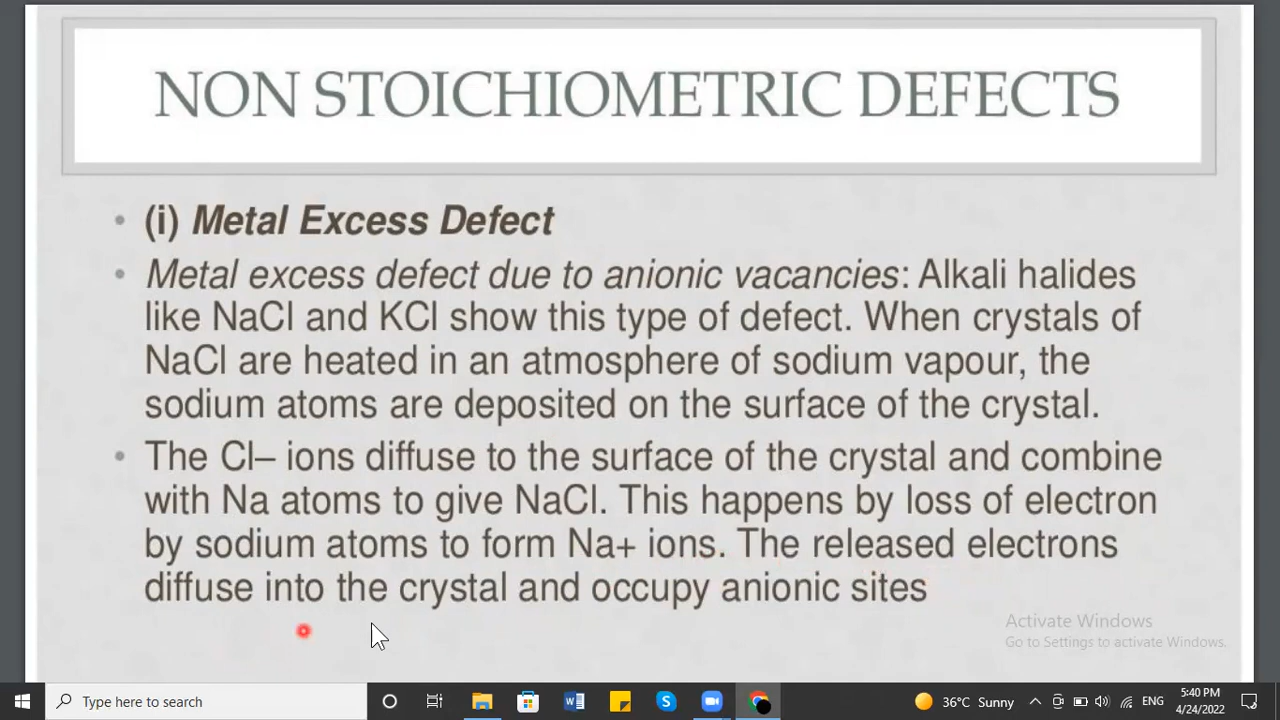 NON STOICHIOMETRIC DEFECTS
• (i) Metal Excess Defect
• Metal excess defect due to anionic vacancies: Alkali halides
like NaCl and KCl show this type of defect. When crystals of
NaCl are heated in an atmosphere of sodium vapour, the
sodium atoms are deposited on the surface of the crystal.
• The Cl– ions diffuse to the surface of the crystal and combine
with Na atoms to give NaCl. This happens by loss of electron
by sodium atoms to form Na+ ions. The released electrons
diffuse into the crystal and occupy anionic sites
Activate Windows
Go to Settings to activate Windows.
Type here to search
36°C Sunny
ENG
5:40 PM
4/24/2022